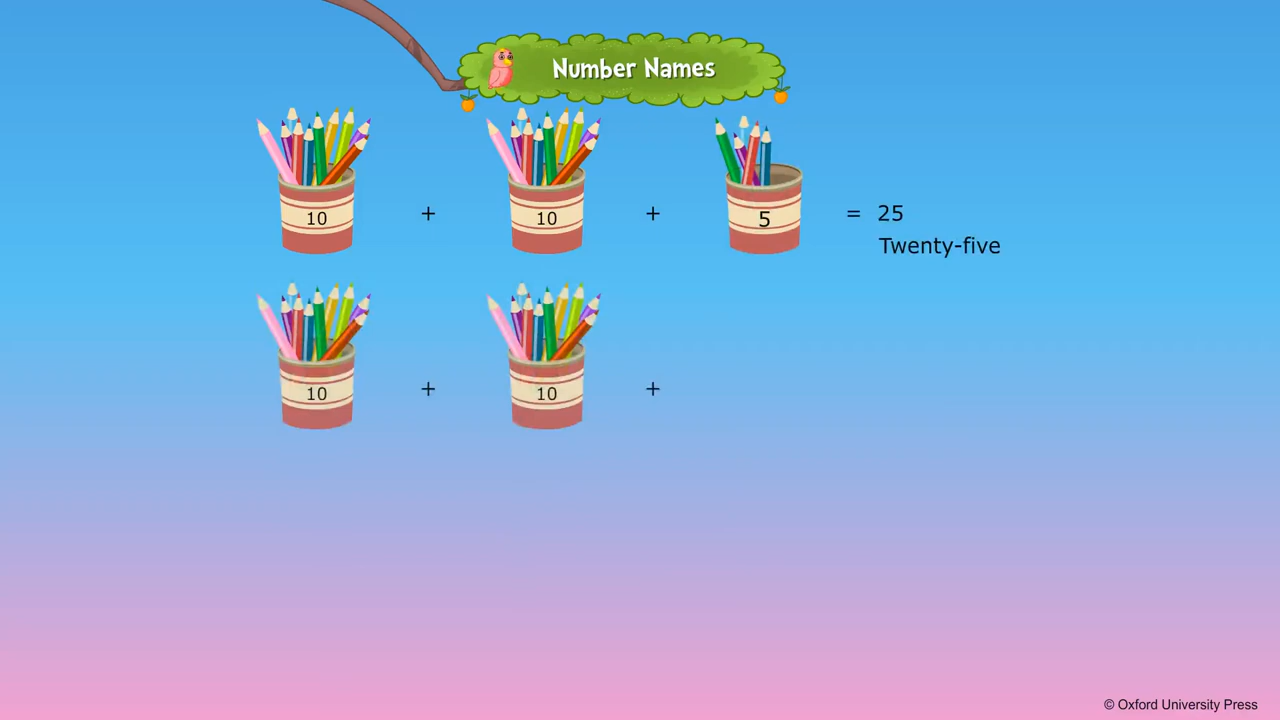 Number Names
10 + 10 + 5 = 25
Twenty-five
10 + 10 +
© Oxford University Press